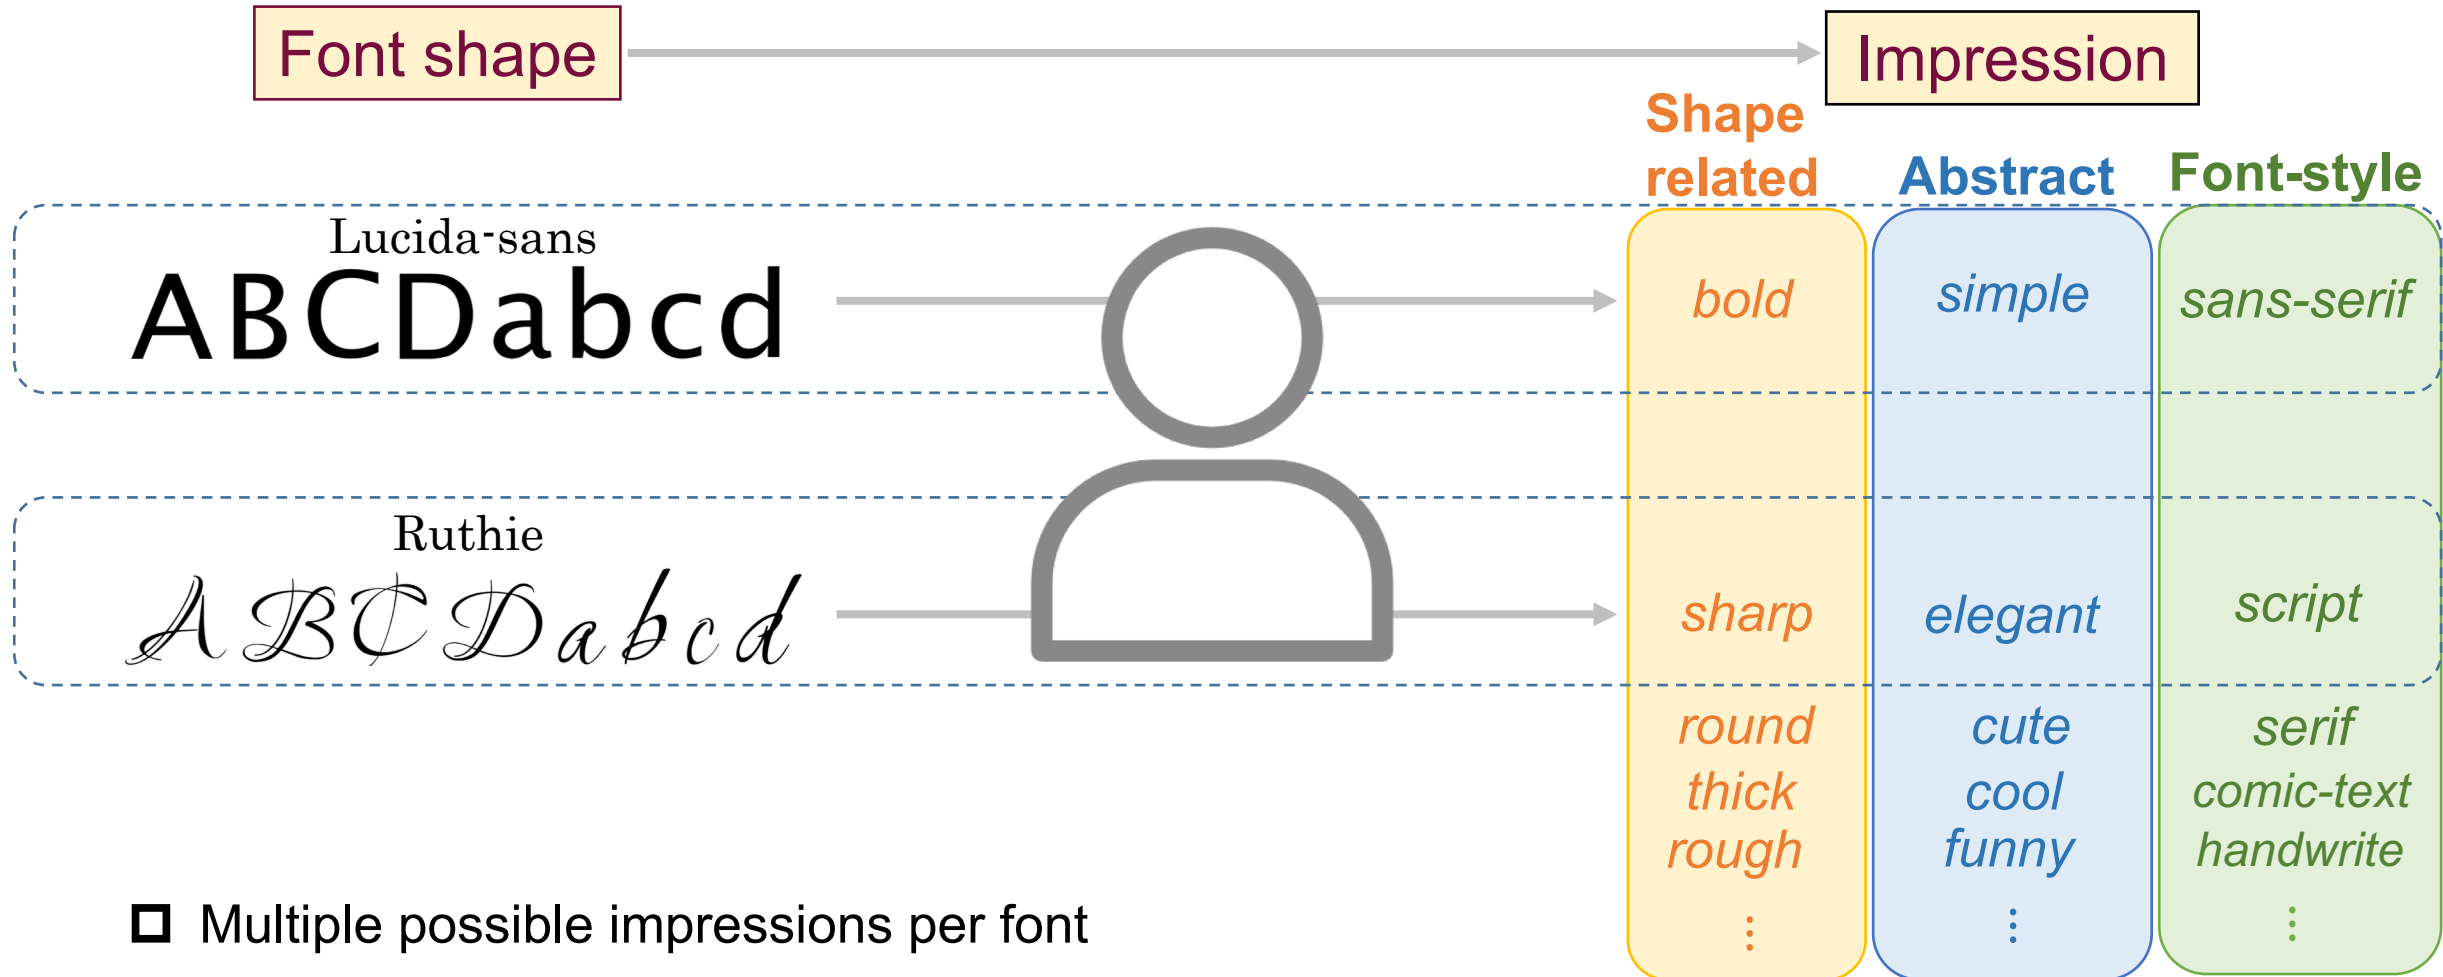 Font shape
Impression
Shape
related
Abstract
Font-style
Lucida-sans
ABCDabcd
bold
simple
sans-serif
Ruthie
ABCDabcd
sharp
elegant
script
round
cute
serif
thick
cool
comic-text
rough
funny
handwrite
⋮
⋮
⋮
Multiple possible impressions per font